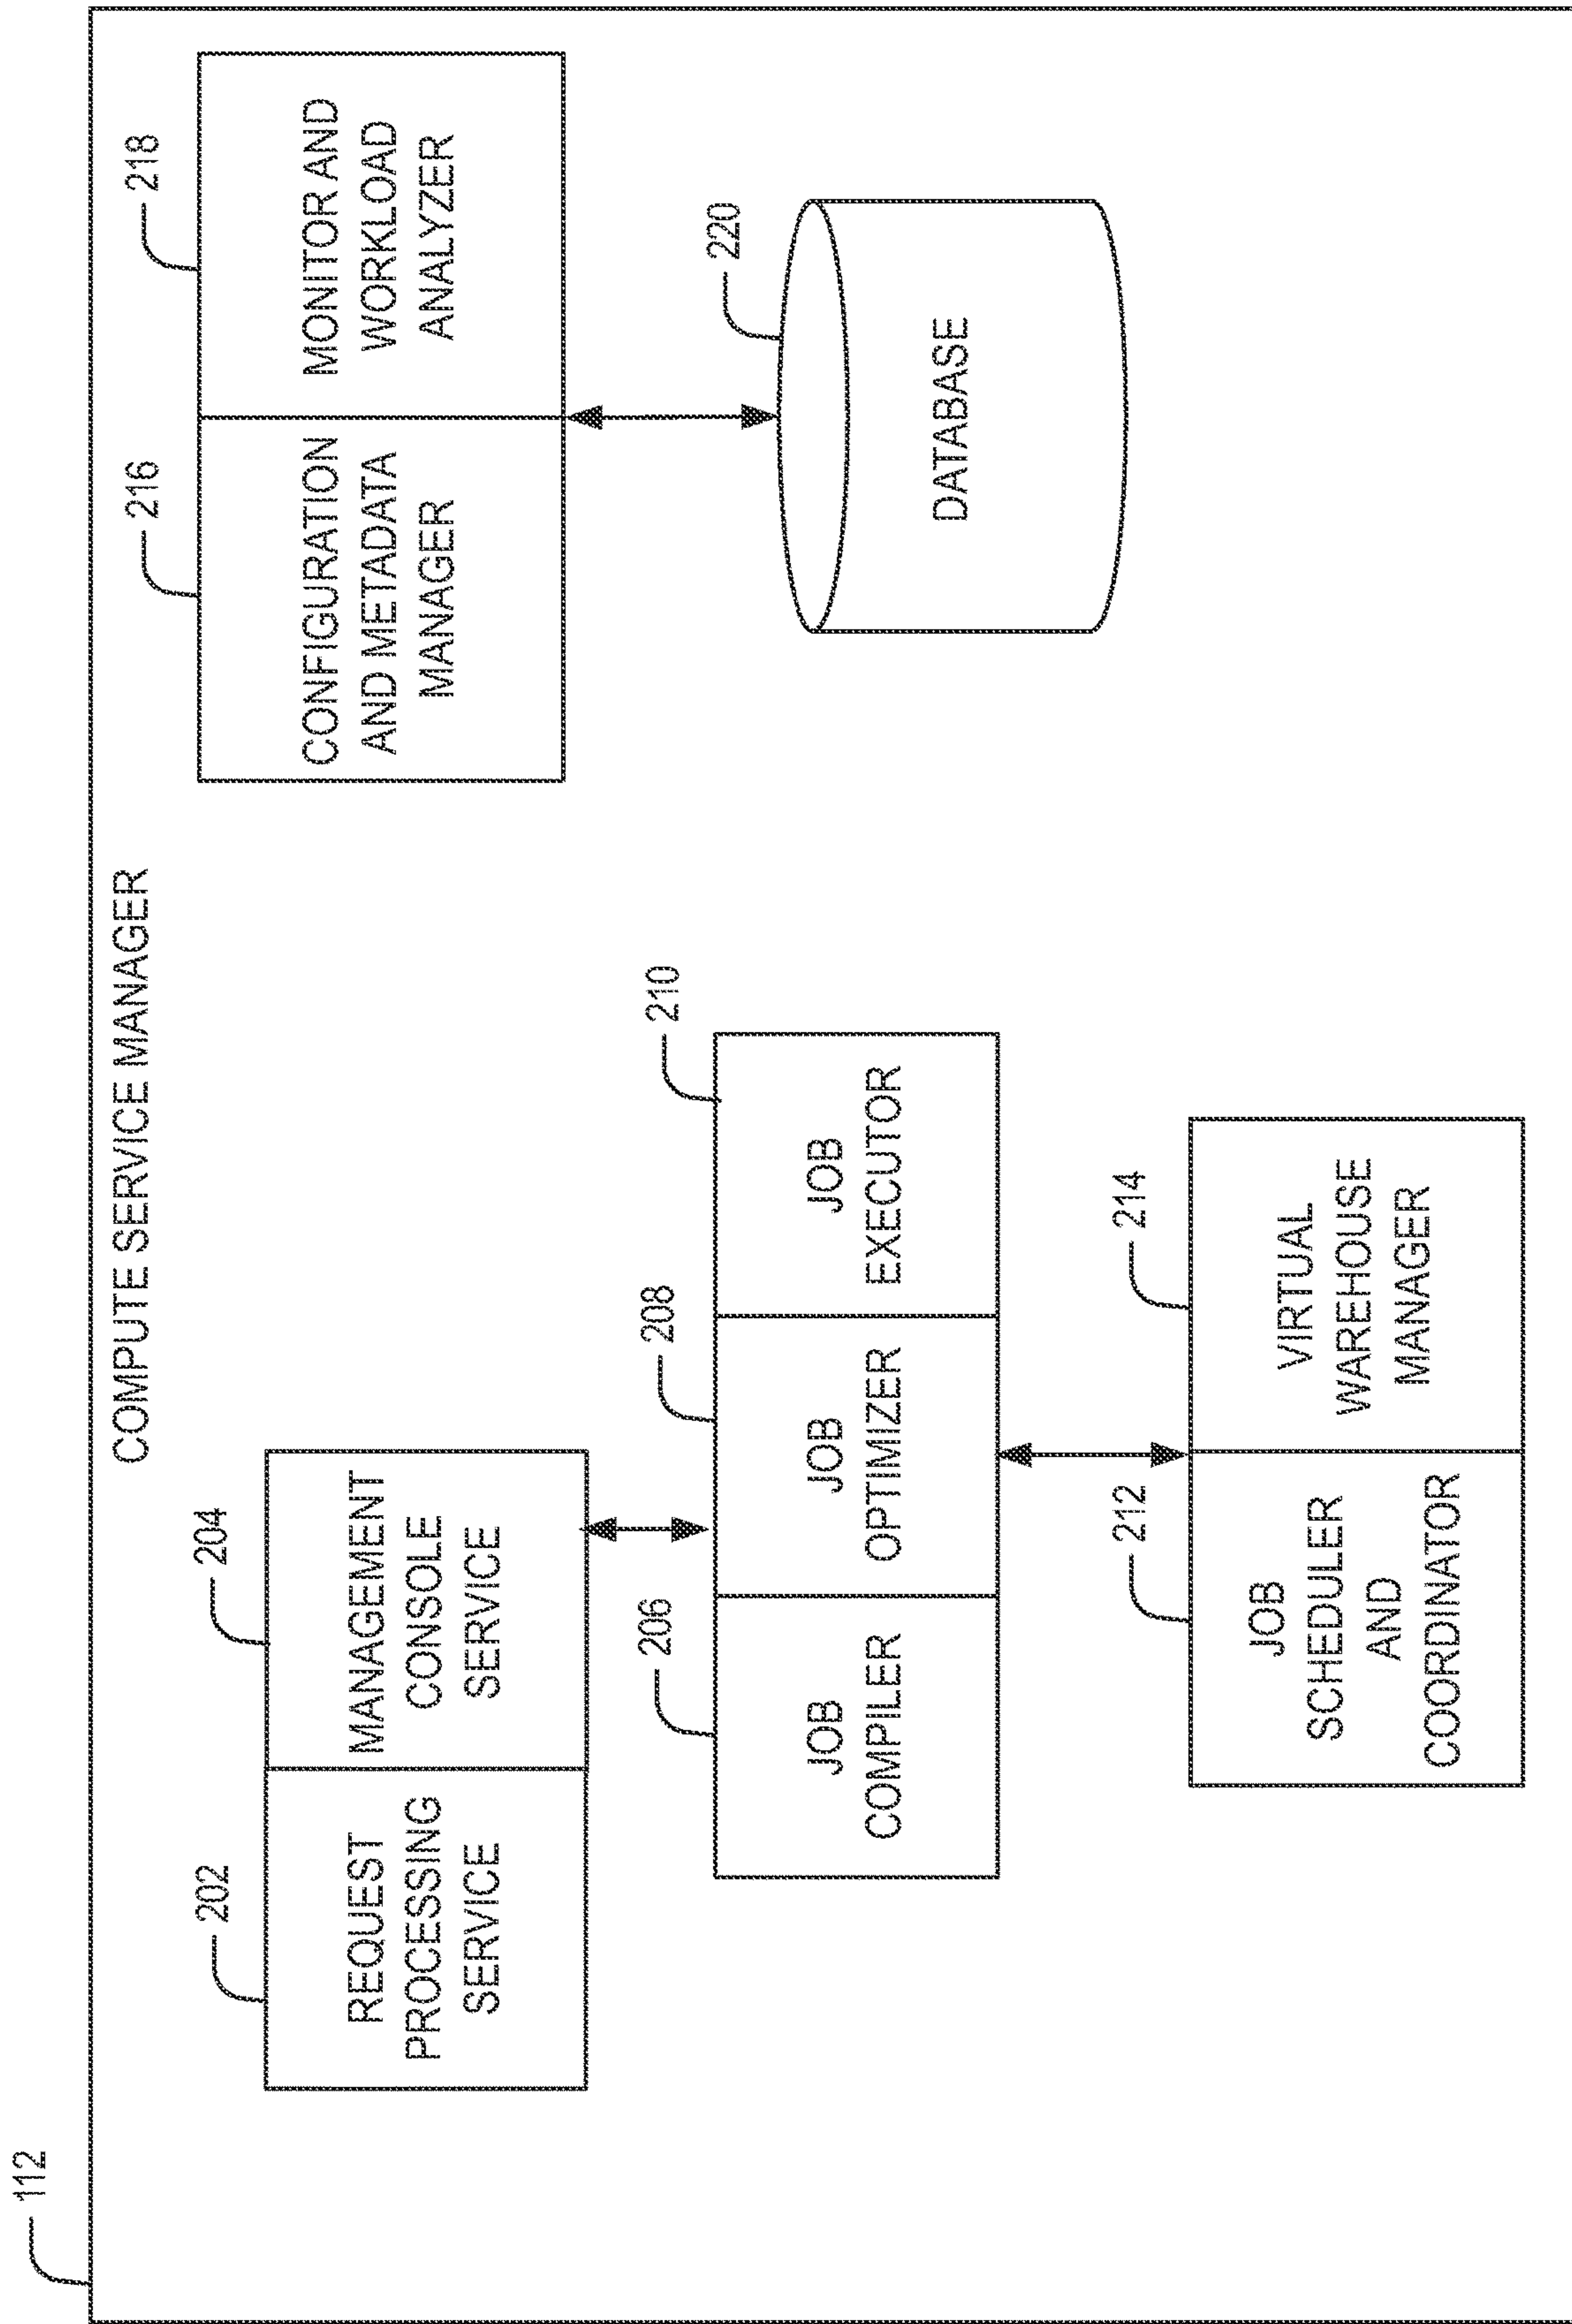 112
COMPUTE SERVICE MANAGER
202
REQUEST
PROCESSING
SERVICE
204
MANAGEMENT
CONSOLE
SERVICE
206
JOB
COMPILER
208
JOB
OPTIMIZER
210
JOB
EXECUTOR
212
JOB
SCHEDULER
AND
COORDINATOR
214
VIRTUAL
WAREHOUSE
MANAGER
216
CONFIGURATION
AND METADATA
MANAGER
218
MONITOR AND
WORKLOAD
ANALYZER
220
DATABASE